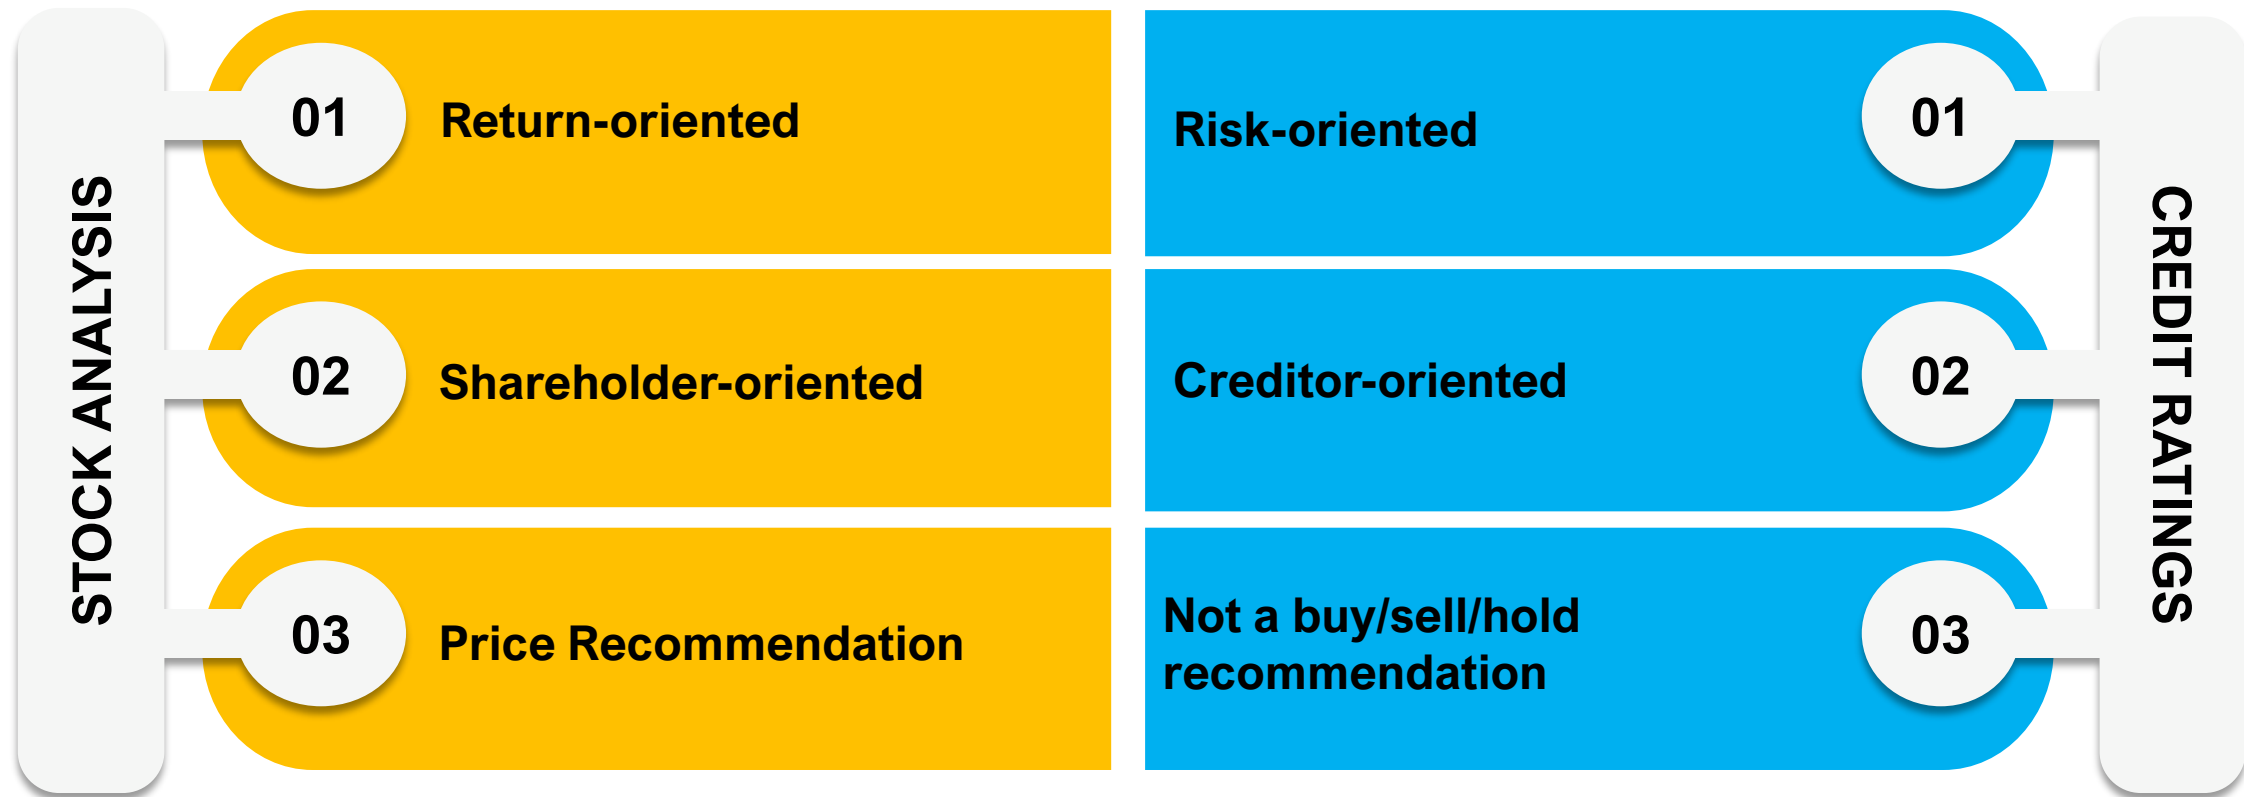 STOCK ANALYSIS
01
Return-oriented
02
Shareholder-oriented
03
Price Recommendation
Risk-oriented
01
Creditor-oriented
02
Not a buy/sell/hold
recommendation
03
CREDIT RATINGS